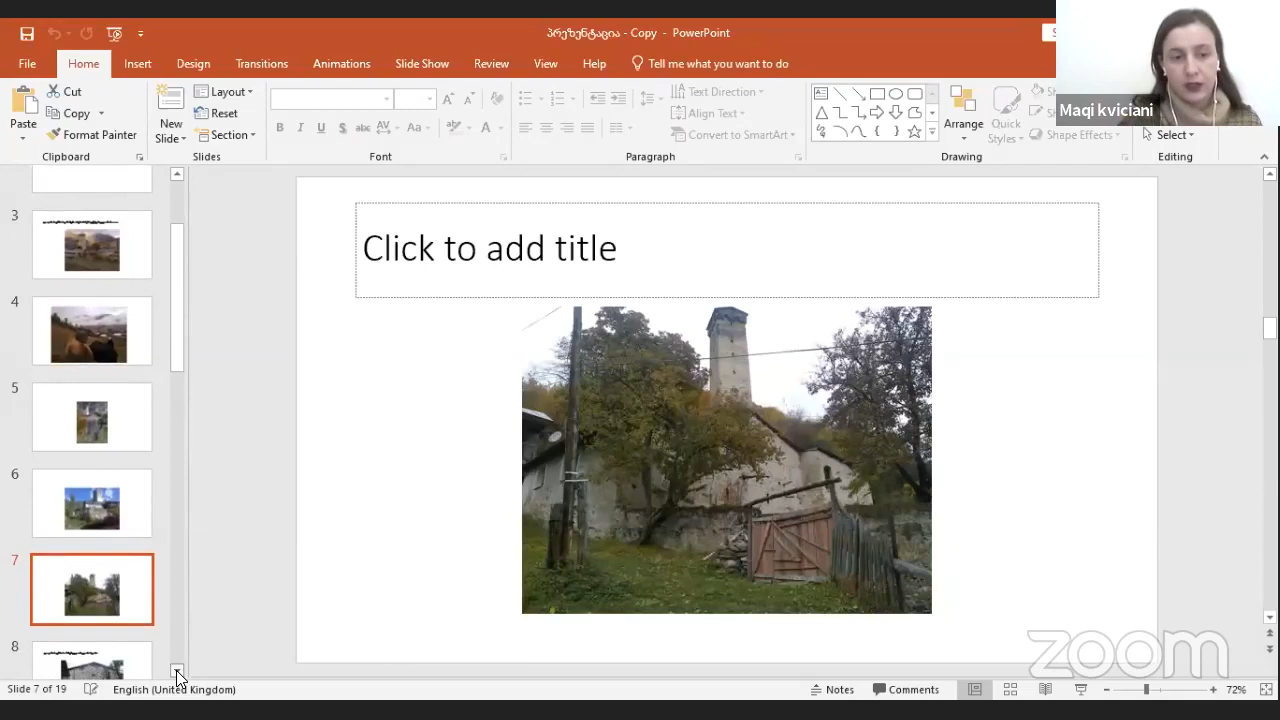 პრეზენტაცია - Copy - PowerPoint
File Home Insert Design Transitions Animations Slide Show Review View Help Tell me what you want to do
Maqi kviciani
Paste
Cut
Copy
Format Painter
Clipboard
New
Slide
Layout
Reset
Section
Slides
B I U S abc AV Aa A
Font
Text Direction
Align Text
Convert to SmartArt
Paragraph
Arrange
Quick
Styles
Shape Effects
Drawing
Select
Editing
3
4
5
6
7
8
Click to add title
zoom
Slide 7 of 19
English (United Kingdom)
Notes
Comments
72%